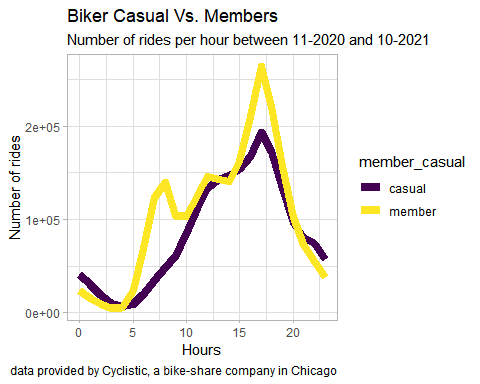 Biker Casual Vs. Members
Number of rides per hour between 11-2020 and 10-2021
Number of rides
2e+05
1e+05
0e+00
0 5 10 15 20
Hours
member_casual
casual
member
data provided by Cyclistic, a bike-share company in Chicago